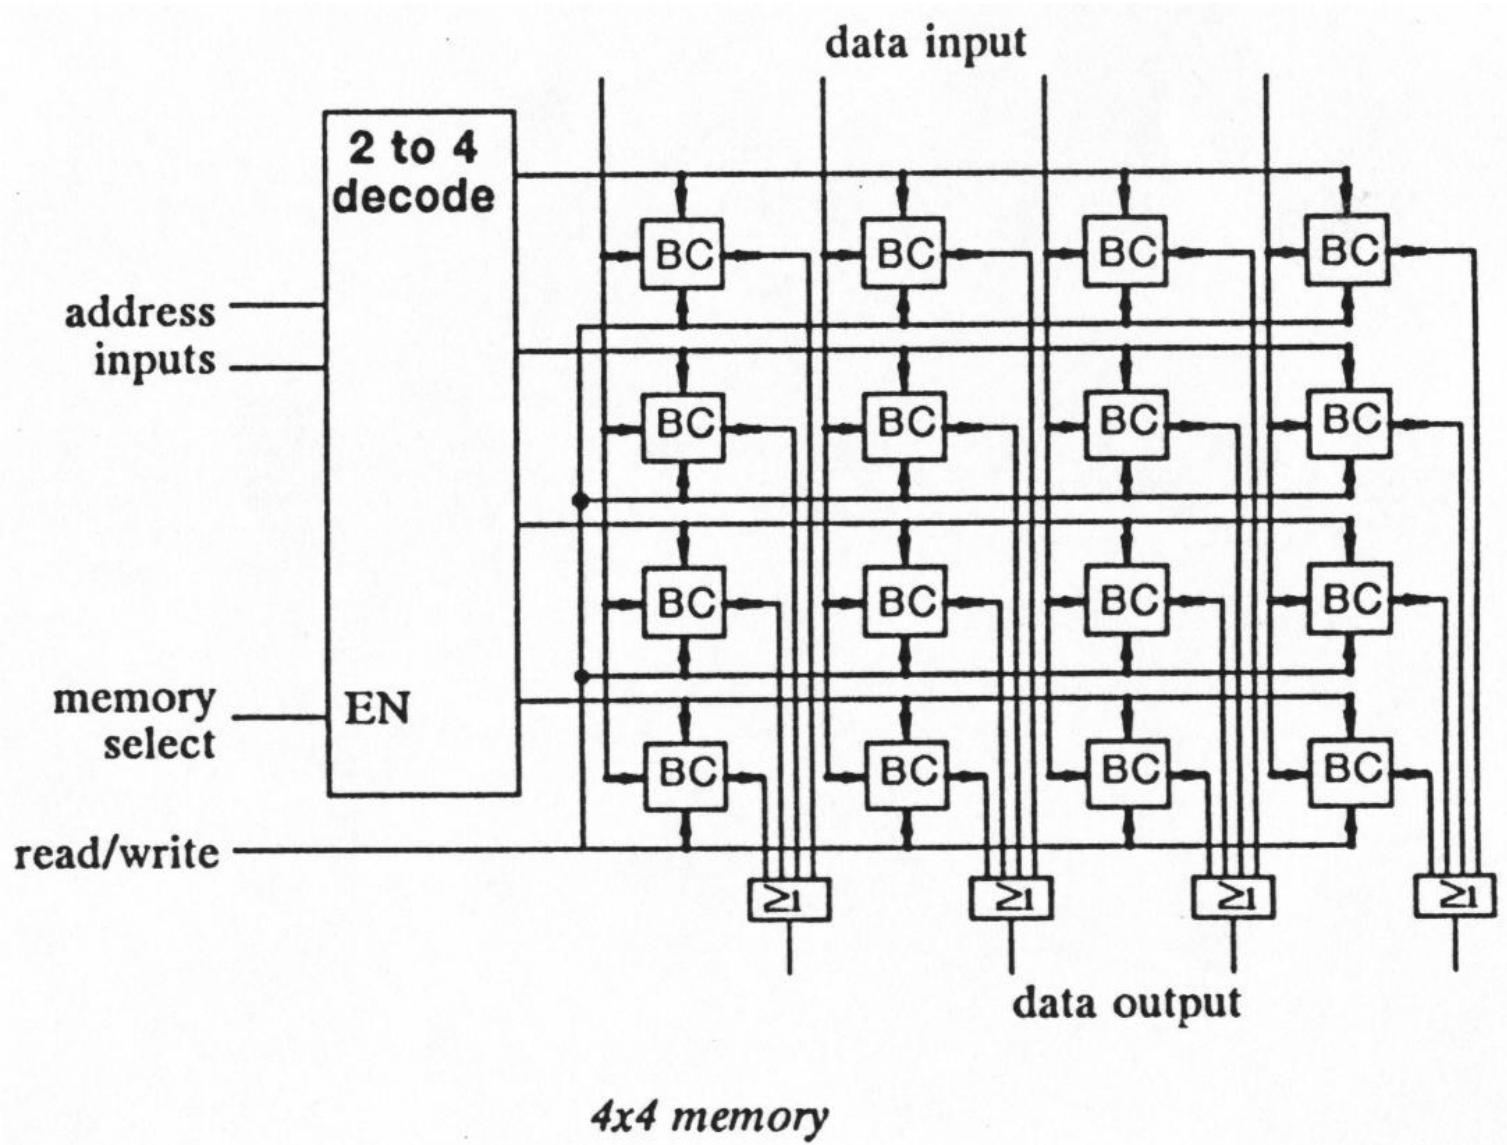 data input
2 to 4
decode
BC BC BC BC
address
inputs
BC BC BC BC
BC BC BC BC
memory
select
EN
BC BC BC BC
read/write
≥1 ≥1 ≥1 ≥1
data output
4x4 memory